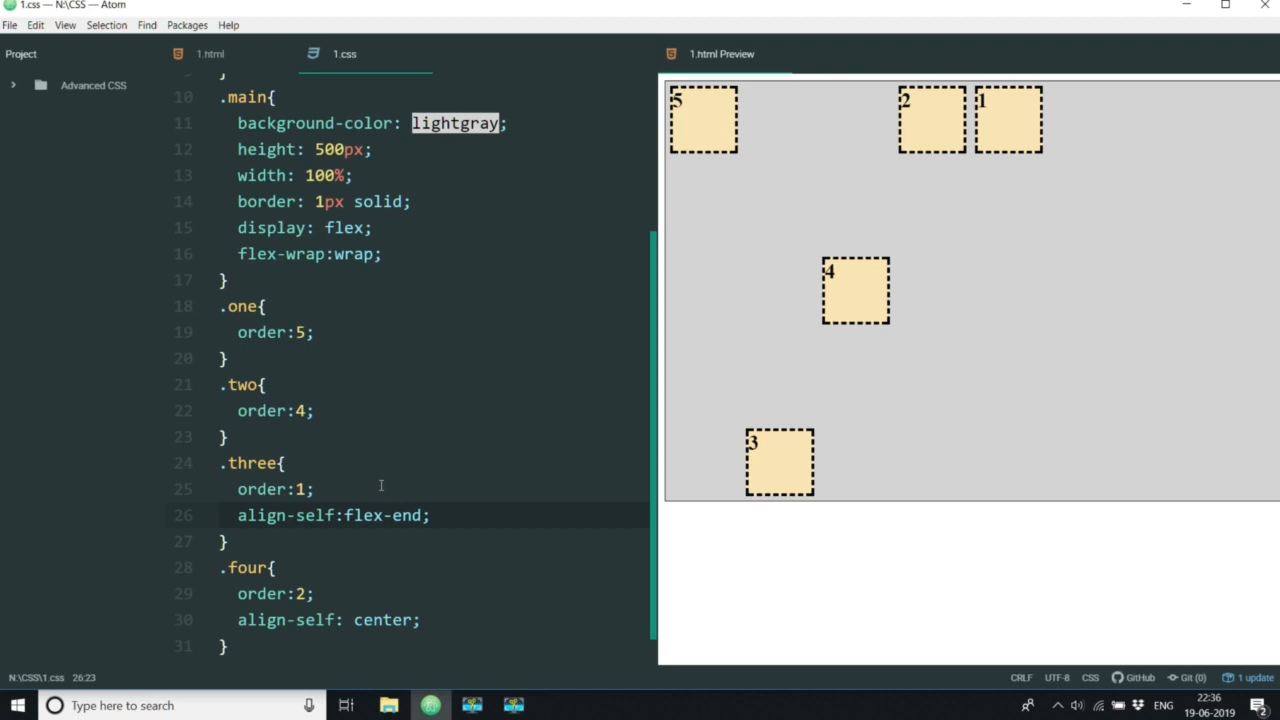 1.css — N:\CSS — Atom
File Edit View Selection Find Packages Help
Project
1.html
1.css
1.html Preview
Advanced CSS
10 .main{
11 background-color: lightgray;
12 height: 500px;
13 width: 100%;
14 border: 1px solid;
15 display: flex;
16 flex-wrap:wrap;
17 }
18 .one{
19 order:5;
20 }
21 .two{
22 order:4;
23 }
24 .three{
25 order:1;
26 align-self:flex-end;
27 }
28 .four{
29 order:2;
30 align-self: center;
31 }
5 2 1
4
3
N:\CSS\1.css 26:23
CRLF UTF-8 CSS GitHub Git (0) 1 update
Type here to search
ENG
22:36
19-06-2019
2